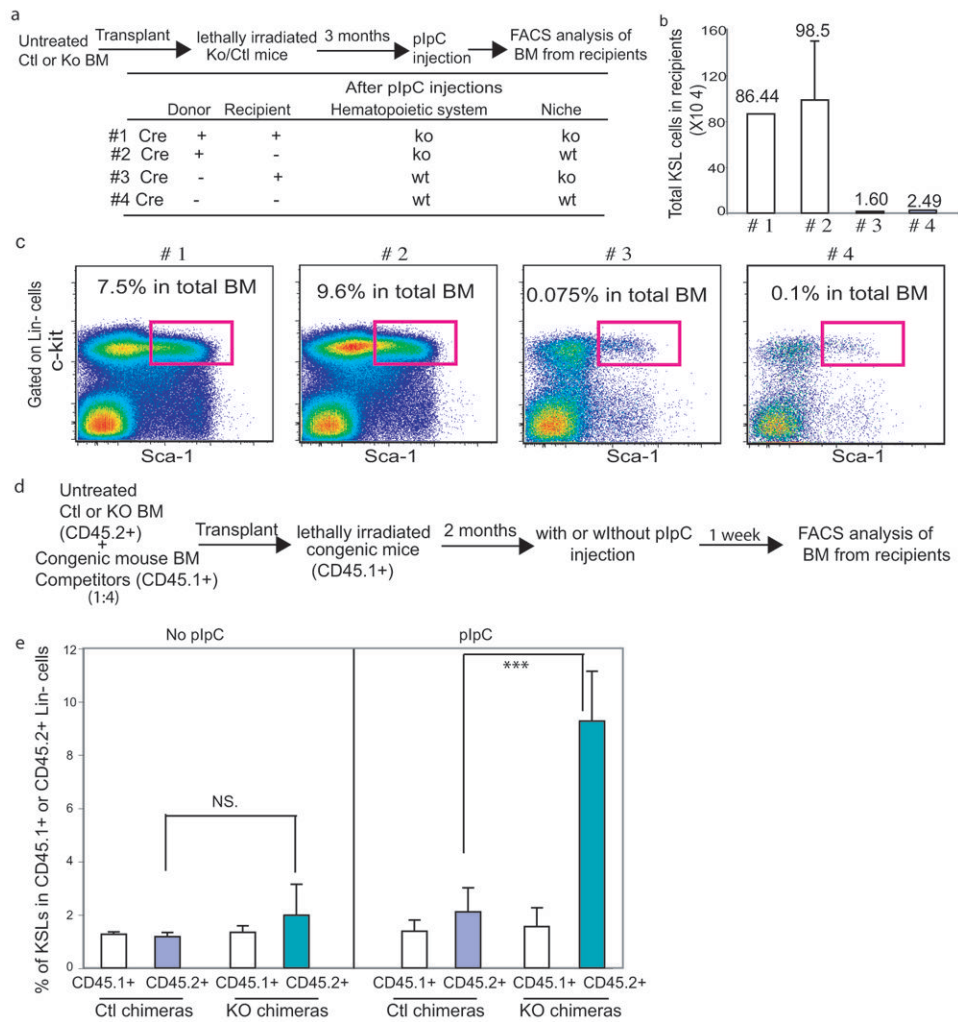 a
Untreated
Ctl or Ko BM
Transplant
lethally irradiated
Ko/Ctl mice
3 months
pIpC
injection
FACS analysis of
BM from recipients
After pIpC injections
Donor Recipient Hematopoietic system Niche
#1 Cre + + ko ko
#2 Cre + - ko wt
#3 Cre - + wt ko
#4 Cre - - wt wt
b
Total KSL cells in recipients
(X10 4)
160
120
80
40
0
86.44
98.5
1.60
2.49
# 1 # 2 # 3 # 4
c
# 1 # 2 # 3 # 4
7.5% in total BM
9.6% in total BM
0.075% in total BM
0.1% in total BM
Gated on Lin- cells
c-kit
Sca-1 Sca-1 Sca-1 Sca-1
d
Untreated
Ctl or KO BM
(CD45.2+)
+
Congenic mouse BM
Competitors (CD45.1+)
(1:4)
Transplant
lethally irradiated
congenic mice
(CD45.1+)
2 months
with or wIthout pIpC
injection
1 week
FACS analysis of
BM from recipients
e
No pIpC pIpC
% of KSLs in CD45.1+ or CD45.2+ Lin- cells
12
10
8
6
4
2
0
NS.
***
CD45.1+ CD45.2+ CD45.1+ CD45.2+ CD45.1+ CD45.2+ CD45.1+ CD45.2+
Ctl chimeras KO chimeras Ctl chimeras KO chimeras